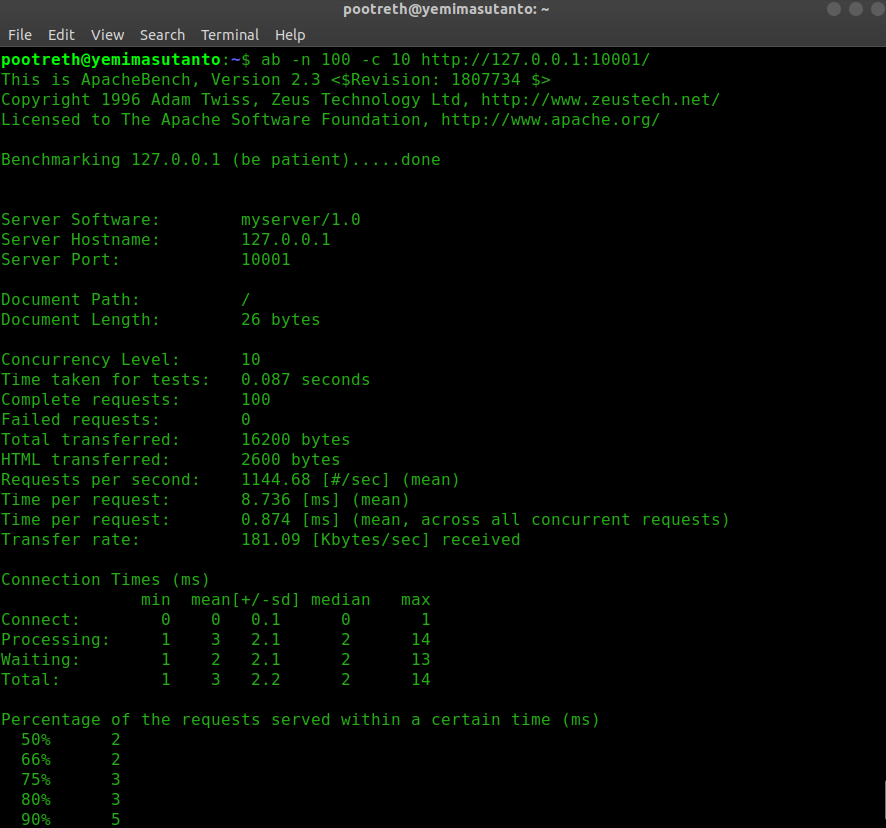 pootreth@yemimasutanto: ~
File Edit View Search Terminal Help
pootreth@yemimasutanto:~$ ab -n 100 -c 10 http://127.0.0.1:10001/
This is ApacheBench, Version 2.3 <$Revision: 1807734 $>
Copyright 1996 Adam Twiss, Zeus Technology Ltd, http://www.zeustech.net/
Licensed to The Apache Software Foundation, http://www.apache.org/

Benchmarking 127.0.0.1 (be patient).....done


Server Software:        myserver/1.0
Server Hostname:        127.0.0.1
Server Port:            10001

Document Path:          /
Document Length:        26 bytes

Concurrency Level:      10
Time taken for tests:   0.087 seconds
Complete requests:      100
Failed requests:        0
Total transferred:      16200 bytes
HTML transferred:       2600 bytes
Requests per second:    1144.68 [#/sec] (mean)
Time per request:       8.736 [ms] (mean)
Time per request:       0.874 [ms] (mean, across all concurrent requests)
Transfer rate:          181.09 [Kbytes/sec] received

Connection Times (ms)
              min  mean[+/-sd] median   max
Connect:        0    0   0.1      0       1
Processing:     1    3   2.1      2      14
Waiting:        1    2   2.1      2      13
Total:          1    3   2.2      2      14

Percentage of the requests served within a certain time (ms)
  50%      2
  66%      2
  75%      3
  80%      3
  90%      5